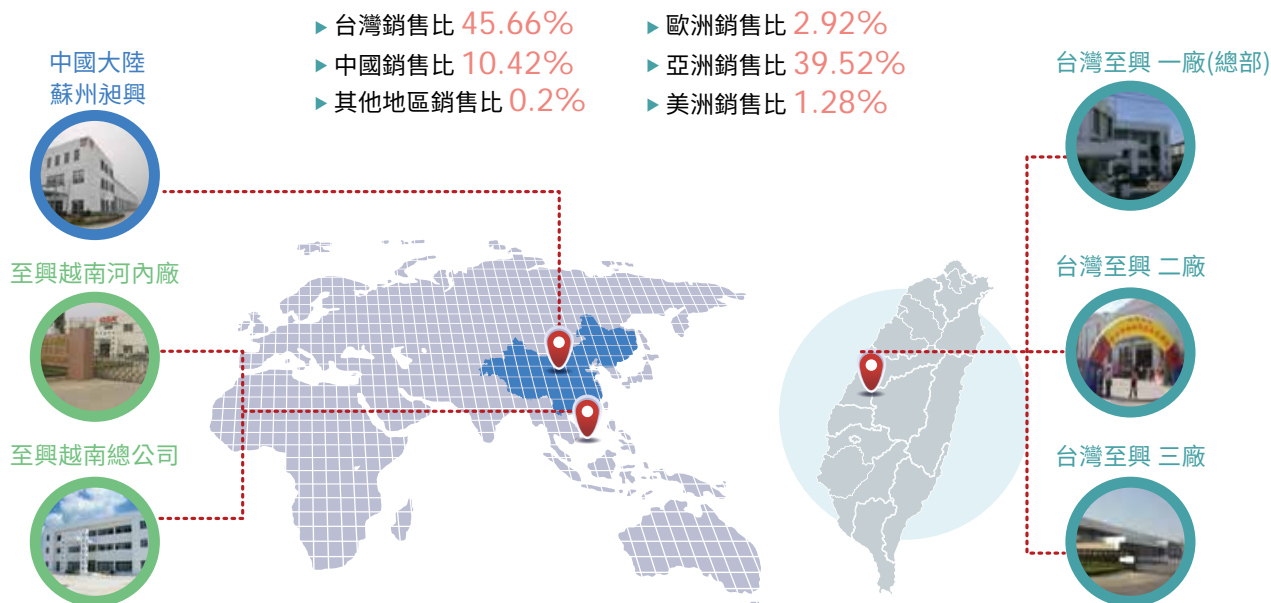 台灣銷售比 45.66%
中國銷售比 10.42%
其他地區銷售比 0.2%
歐洲銷售比 2.92%
亞洲銷售比 39.52%
美洲銷售比 1.28%
中國大陸
蘇州昶興
至興越南河內廠
至興越南總公司
台灣至興 一廠(總部)
台灣至興 二廠
台灣至興 三廠